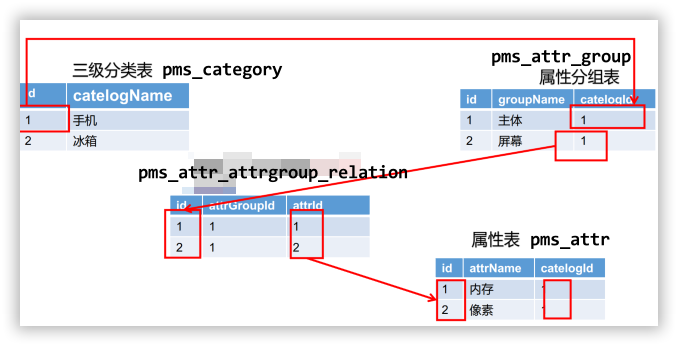 三级分类表 pms_category
id catelogName
1 手机
2 冰箱
pms_attr_group
属性分组表
id groupName catelogId
1 主体 1
2 屏幕 1
pms_attr_attrgroup_relation
id attrGroupId attrId
1 1 1
2 1 2
属性表 pms_attr
id attrName catelogId
1 内存 1
2 像素 1